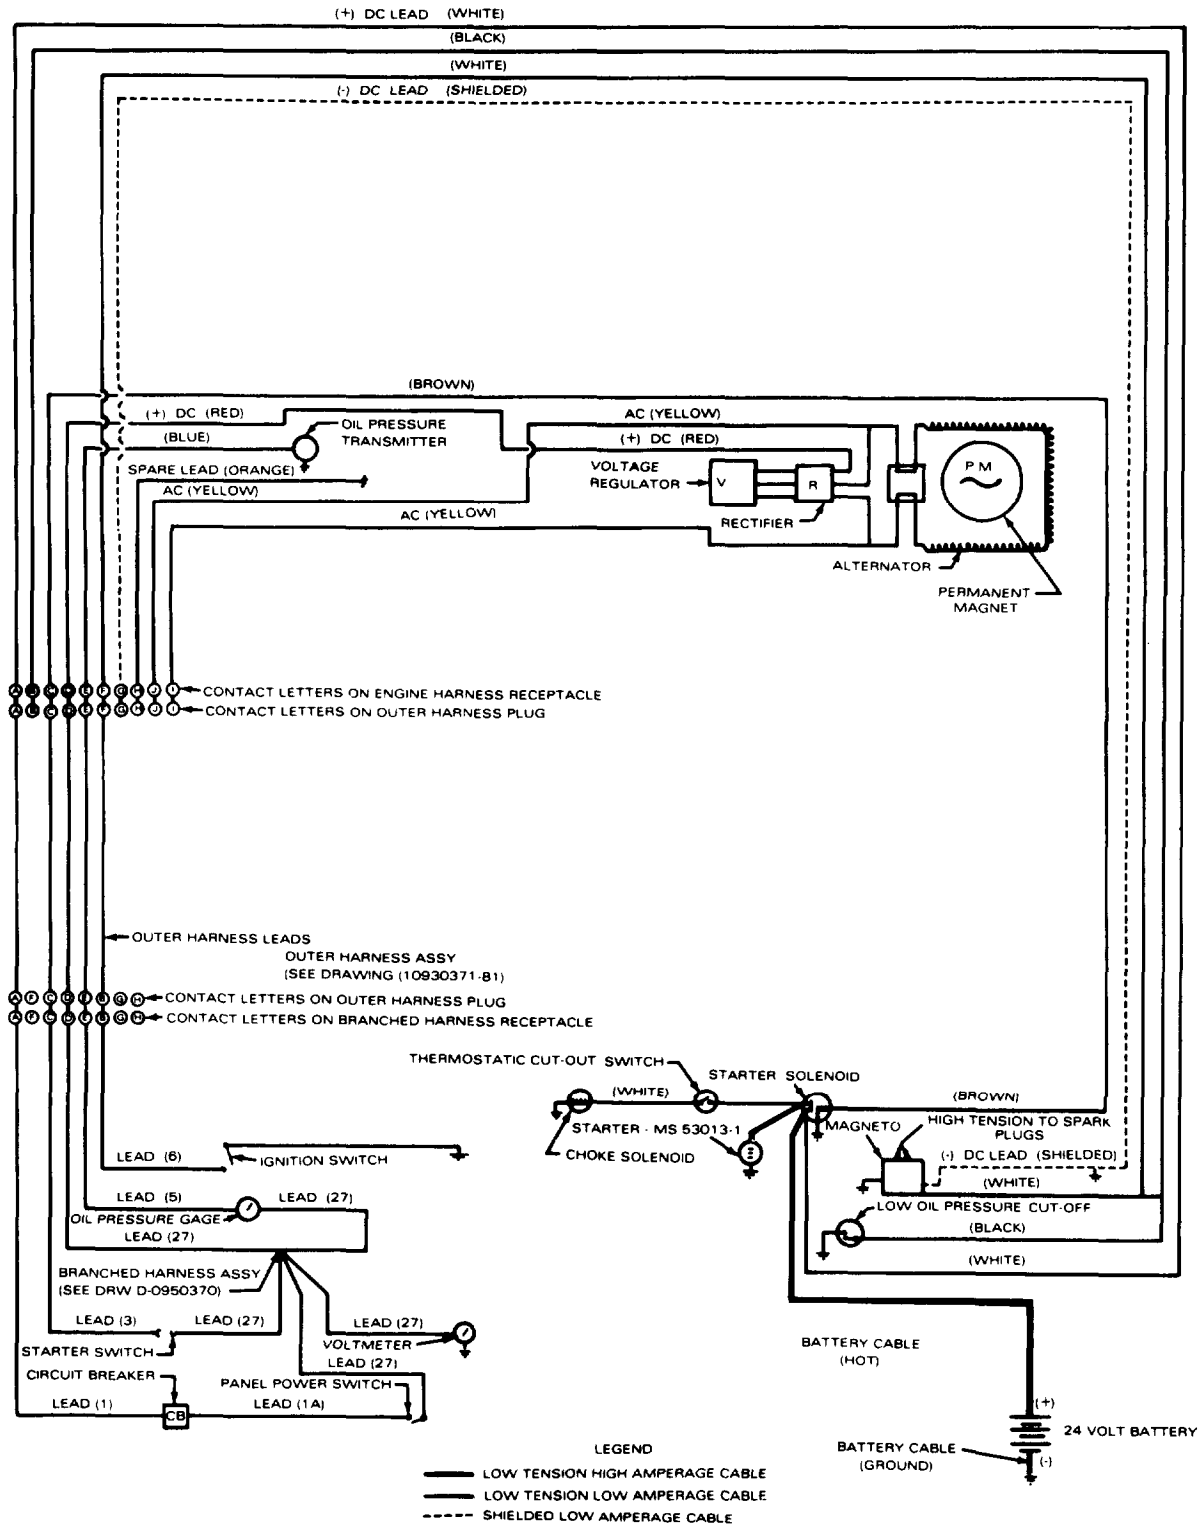 (+) DC LEAD (WHITE)
(BLACK)
(WHITE)
(-) DC LEAD (SHIELDED)
(BROWN)
(+) DC (RED)
(BLUE)
OIL PRESSURE
TRANSMITTER
SPARE LEAD (ORANGE)
AC (YELLOW)
AC (YELLOW)
AC (YELLOW)
(+) DC (RED)
VOLTAGE
REGULATOR
V
R
RECTIFIER
PM
ALTERNATOR
PERMANENT
MAGNET
A B C D E F G H J I
CONTACT LETTERS ON ENGINE HARNESS RECEPTACLE
A B C D E F G H J I
CONTACT LETTERS ON OUTER HARNESS PLUG
OUTER HARNESS LEADS
OUTER HARNESS ASSY
(SEE DRAWING (10930371-81)
A F C D E B G H
CONTACT LETTERS ON OUTER HARNESS PLUG
A F C D E B G H
CONTACT LETTERS ON BRANCHED HARNESS RECEPTACLE
THERMOSTATIC CUT-OUT SWITCH
(WHITE)
STARTER SOLENOID
(BROWN)
STARTER - MS 53013-1
CHOKE SOLENOID
MAGNETO
HIGH TENSION TO SPARK
PLUGS
(-) DC LEAD (SHIELDED)
(WHITE)
LOW OIL PRESSURE CUT-OFF
(BLACK)
(WHITE)
LEAD (6)
IGNITION SWITCH
LEAD (5)
LEAD (27)
OIL PRESSURE GAGE
LEAD (27)
BRANCHED HARNESS ASSY
(SEE DRW D-0950370)
LEAD (3)
LEAD (27)
LEAD (27)
STARTER SWITCH
VOLTMETER
LEAD (27)
CIRCUIT BREAKER
PANEL POWER SWITCH
LEAD (1)
CB
LEAD (1A)
BATTERY CABLE
(HOT)
(+)
24 VOLT BATTERY
BATTERY CABLE
(GROUND)
(-)
LEGEND
LOW TENSION HIGH AMPERAGE CABLE
LOW TENSION LOW AMPERAGE CABLE
SHIELDED LOW AMPERAGE CABLE